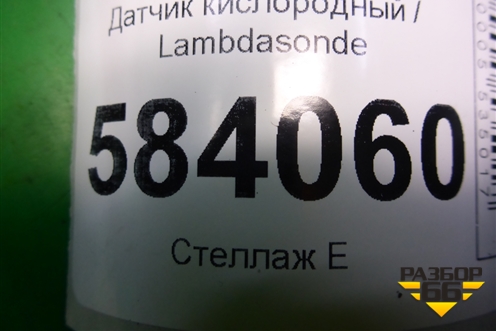 Датчик кислородный /
Lambdasonde
584060
Стеллаж Е
РАЗБОР
66